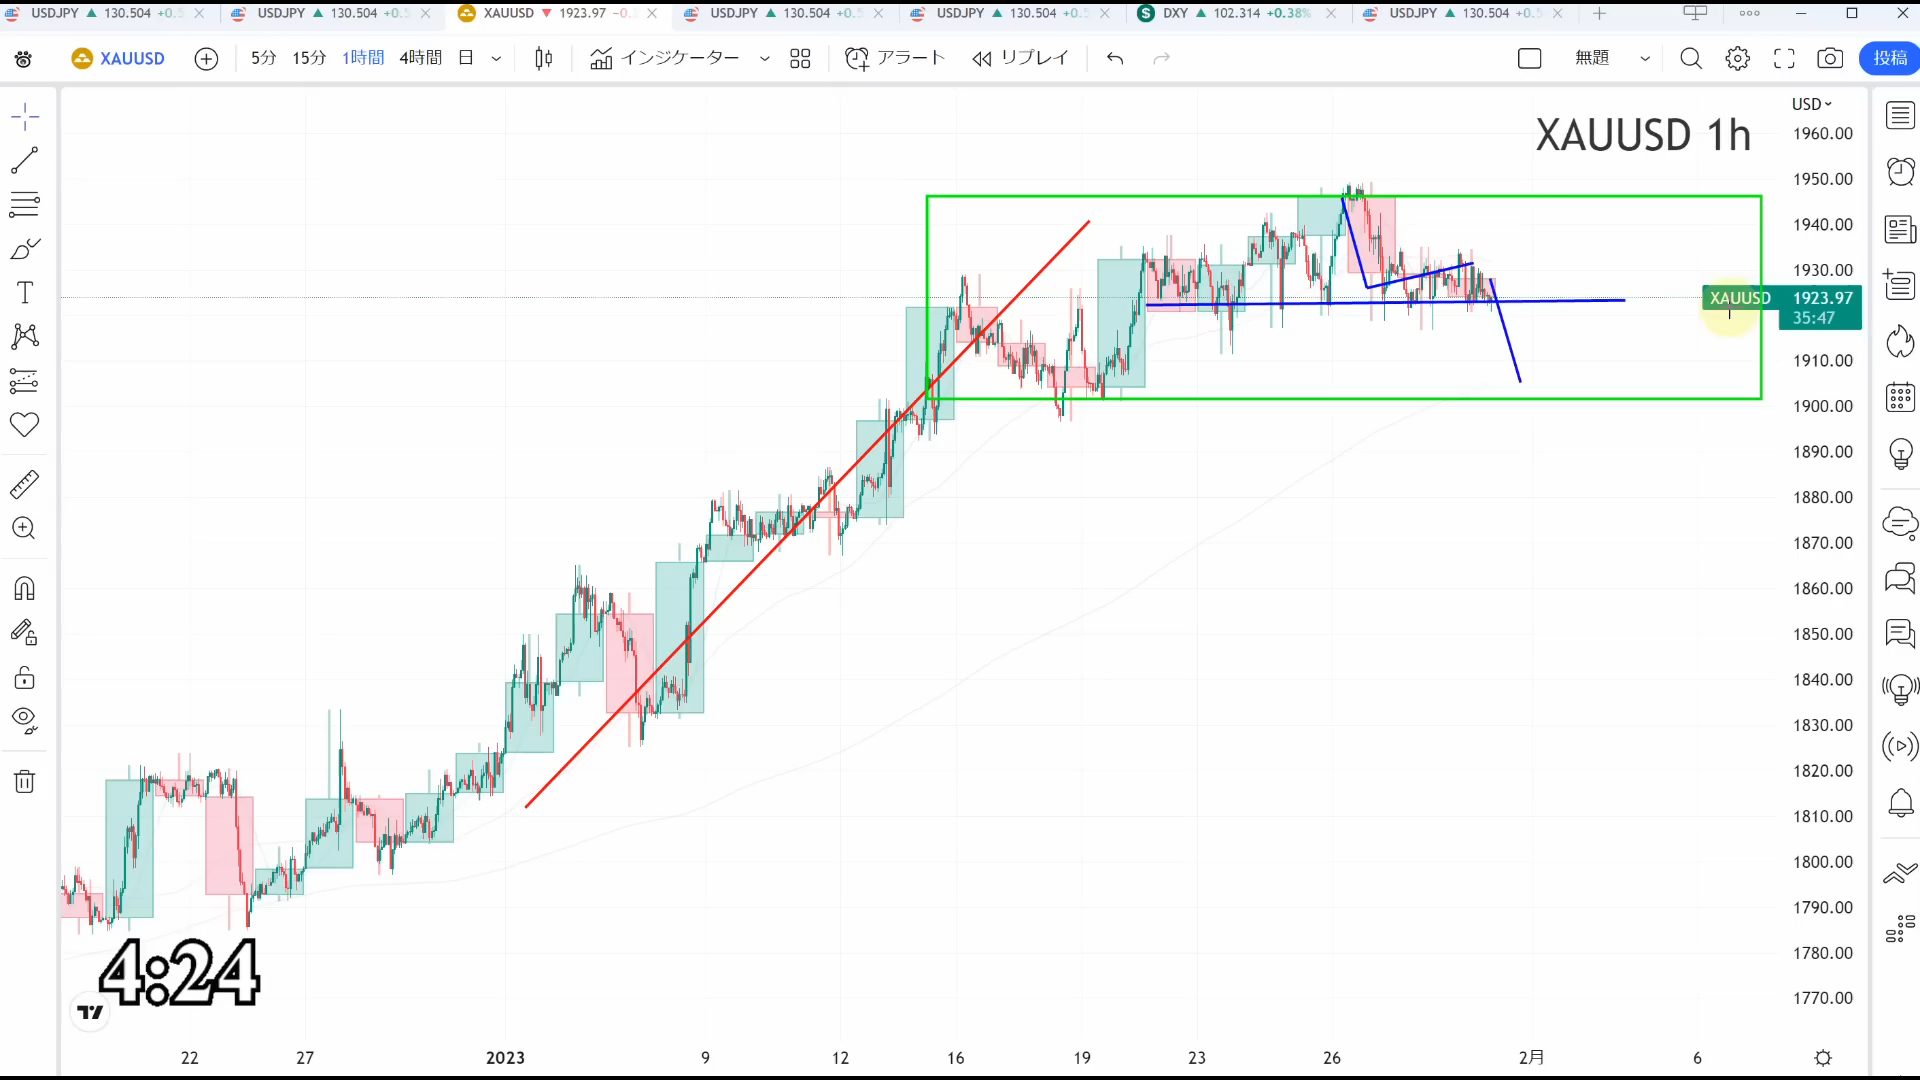 USDJPY ▲ 130.504
USDJPY ▲ 130.504
XAUUSD ▼ 1923.97
USDJPY ▲ 130.504
USDJPY ▲ 130.504
DXY ▲ 102.314 +0.38%
USDJPY ▲ 130.504
XAUUSD
5分 15分 1時間 4時間 日
インジケーター
アラート
リプレイ
無題
投稿
USD
XAUUSD 1h
1960.00
1950.00
1940.00
1930.00
XAUUSD 1923.97
35:47
1910.00
1900.00
1890.00
1880.00
1870.00
1860.00
1850.00
1840.00
1830.00
1820.00
1810.00
1800.00
1790.00
1780.00
1770.00
4:24
22 27 2023 9 12 16 19 23 26 2月 6